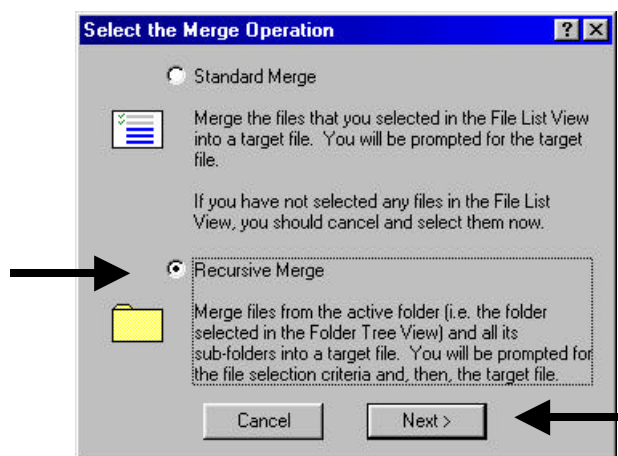 Select the Merge Operation
Standard Merge
Merge the files that you selected in the File List View
into a target file.  You will be prompted for the target
file.
If you have not selected any files in the File List
View, you should cancel and select them now.
Recursive Merge
Merge files from the active folder (i.e. the folder
selected in the Folder Tree View) and all its
sub-folders into a target file.  You will be prompted for
the file selection criteria and, then, the target file.
Cancel
Next >